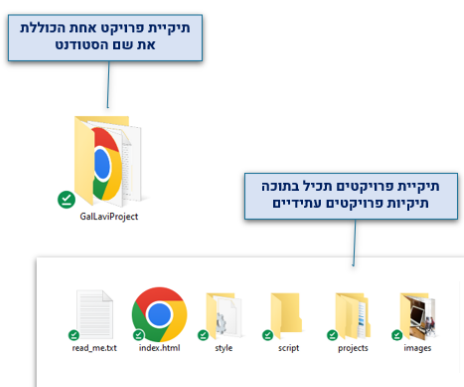 תיקיית פרויקט אחת הכוללת
את שם הסטודנט
GalLaviProject
תיקיית פרויקטים תכיל בתוכה
תיקיות פרויקטים עתידיים
read_me.txt
index.html
style
script
projects
images